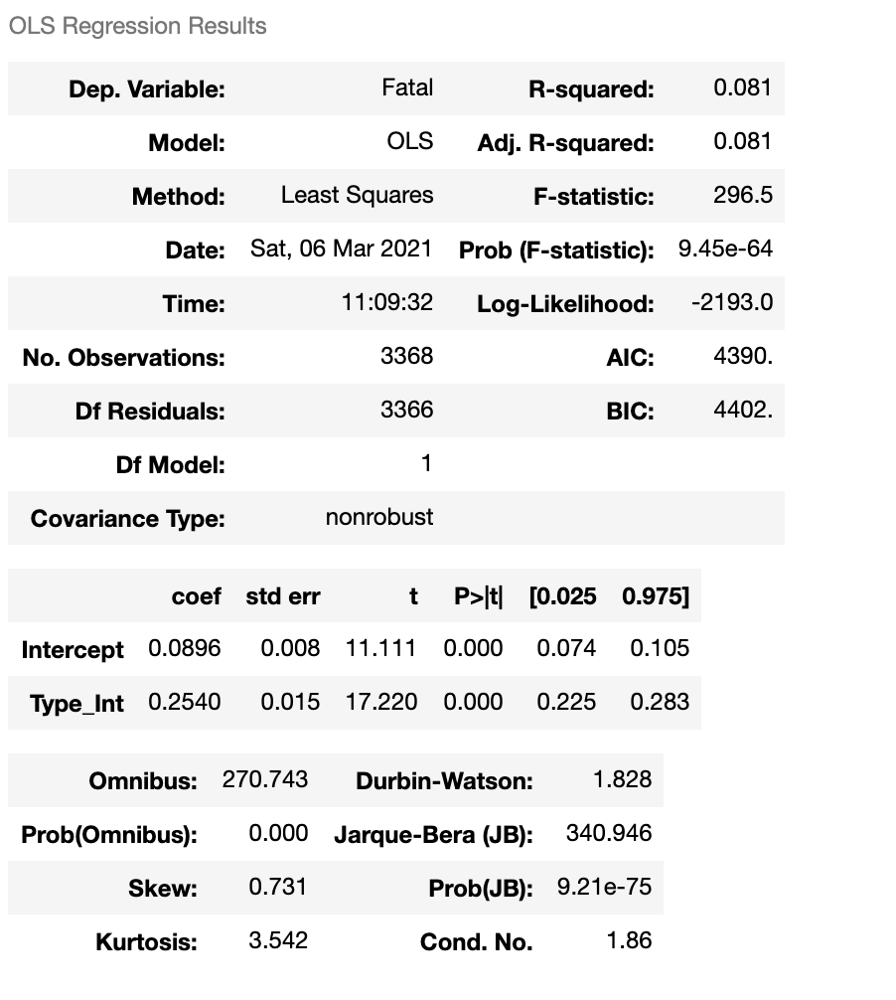 OLS Regression Results
Dep. Variable: Fatal R-squared: 0.081
Model: OLS Adj. R-squared: 0.081
Method: Least Squares F-statistic: 296.5
Date: Sat, 06 Mar 2021 Prob (F-statistic): 9.45e-64
Time: 11:09:32 Log-Likelihood: -2193.0
No. Observations: 3368 AIC: 4390.
Df Residuals: 3366 BIC: 4402.
Df Model: 1
Covariance Type: nonrobust
coef std err t P>|t| [0.025 0.975]
Intercept 0.0896 0.008 11.111 0.000 0.074 0.105
Type_Int 0.2540 0.015 17.220 0.000 0.225 0.283
Omnibus: 270.743 Durbin-Watson: 1.828
Prob(Omnibus): 0.000 Jarque-Bera (JB): 340.946
Skew: 0.731 Prob(JB): 9.21e-75
Kurtosis: 3.542 Cond. No. 1.86